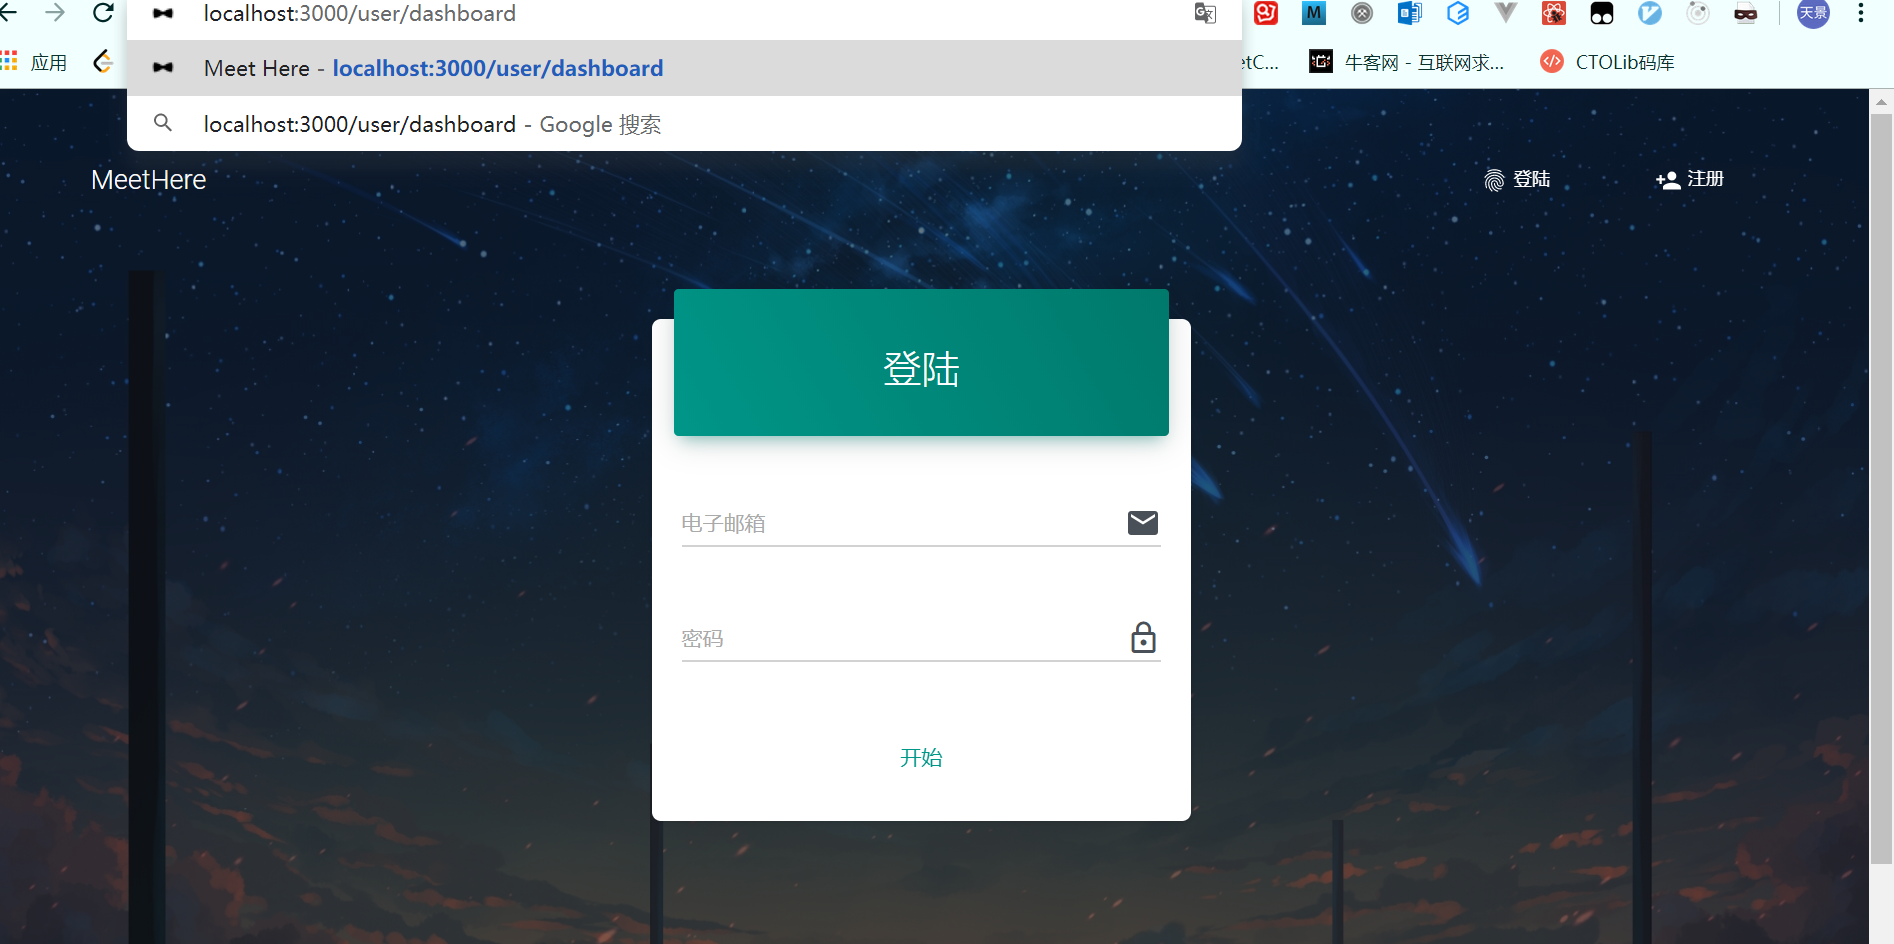 localhost:3000/user/dashboard
Meet Here - localhost:3000/user/dashboard
localhost:3000/user/dashboard - Google 搜索
天景
应用
etC...
牛客网 - 互联网求...
CTOLib码库
MeetHere
登陆
注册
登陆
电子邮箱
密码
开始